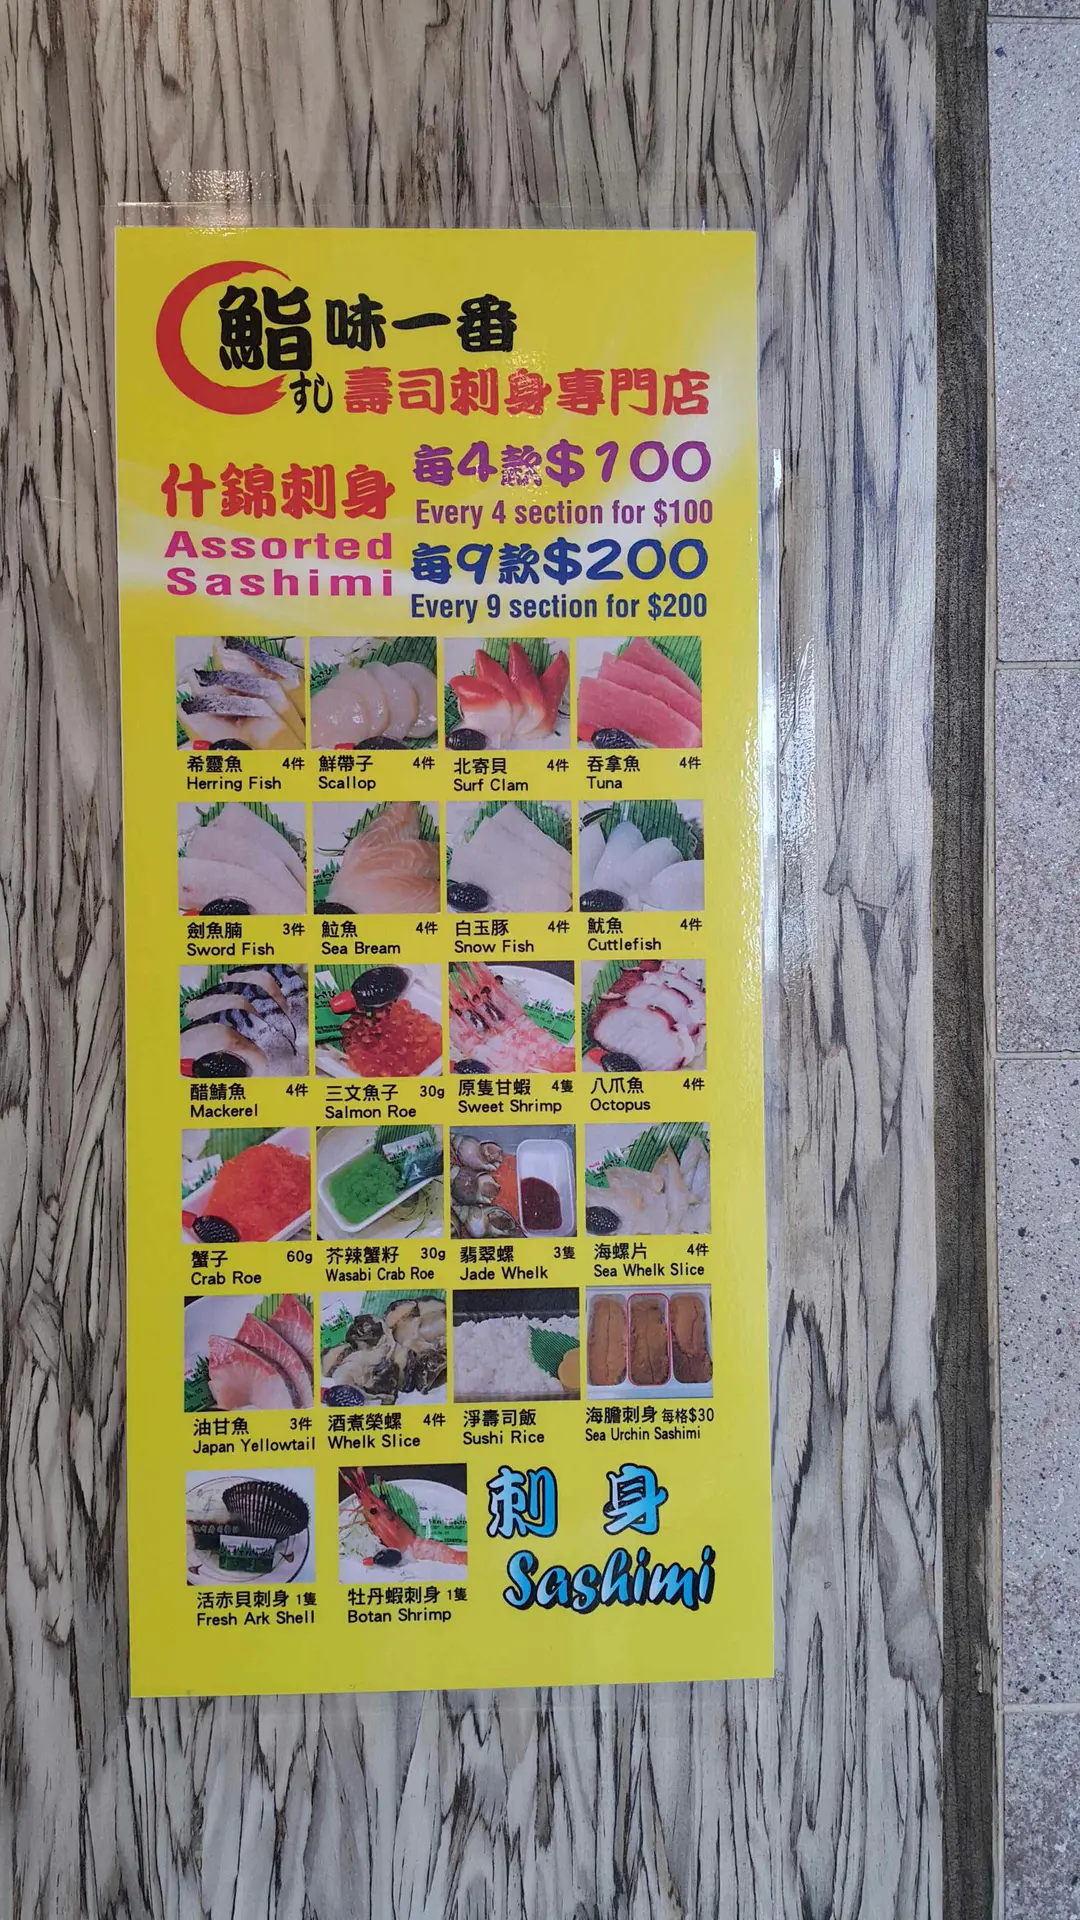 鮨味一番
すし 壽司刺身專門店
什錦刺身
Assorted
Sashimi
每4款$100
Every 4 section for $100
每9款$200
Every 9 section for $200
希靈魚 4件
Herring Fish
鮮帶子 4件
Scallop
北寄貝 4件
Surf Clam
吞拿魚 4件
Tuna
劍魚腩 3件
Sword Fish
鮋魚 4件
Sea Bream
白玉豚 4件
Snow Fish
魷魚
Cuttlefish
醋鯖魚 4件
Mackerel
三文魚子 30g
Salmon Roe
原隻甘蝦 4隻
Sweet Shrimp
八爪魚 4件
Octopus
蟹子 60g
Crab Roe
芥辣蟹籽 30g
Wasabi Crab Roe
翡翠螺 3隻
Jade Whelk
海螺片 4件
Sea Whelk Slice
油甘魚 3件
Japan Yellowtail
酒煮榮螺 4件
Whelk Slice
淨壽司飯
Sushi Rice
海膽刺身 每格$30
Sea Urchin Sashimi
活赤貝刺身 1隻
Fresh Ark Shell
牡丹蝦刺身 1隻
Botan Shrimp
刺身
Sashimi